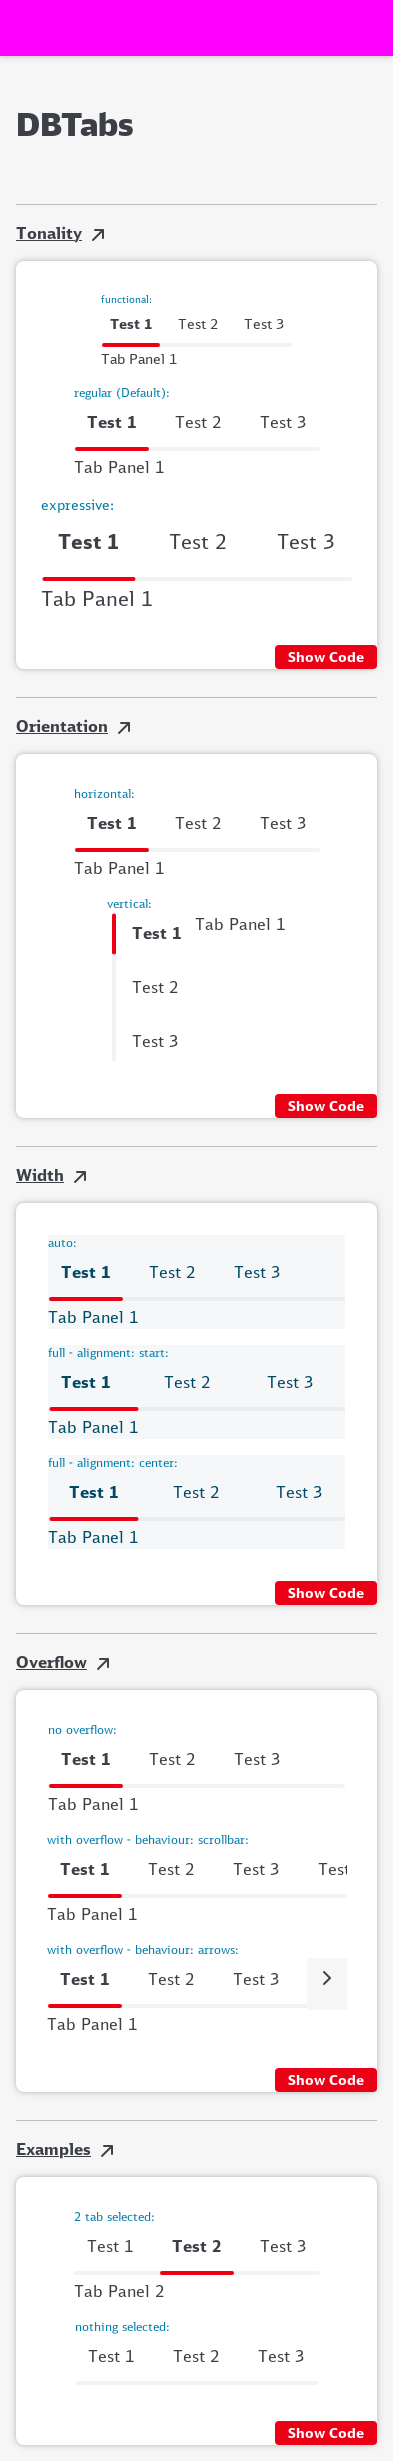 DBTabs
Tonality
functional:
Test 1 Test 2 Test 3
Tab Panel 1
regular (Default):
Test 1 Test 2 Test 3
Tab Panel 1
expressive:
Test 1 Test 2 Test 3
Tab Panel 1
Show Code
Orientation
horizontal:
Test 1 Test 2 Test 3
Tab Panel 1
vertical:
Test 1 Tab Panel 1
Test 2
Test 3
Show Code
Width
auto:
Test 1 Test 2 Test 3
Tab Panel 1
full - alignment: start:
Test 1 Test 2 Test 3
Tab Panel 1
full - alignment: center:
Test 1 Test 2 Test 3
Tab Panel 1
Show Code
Overflow
no overflow:
Test 1 Test 2 Test 3
Tab Panel 1
with overflow - behaviour: scrollbar:
Test 1 Test 2 Test 3 Test
Tab Panel 1
with overflow - behaviour: arrows:
Test 1 Test 2 Test 3
Tab Panel 1
Show Code
Examples
2 tab selected:
Test 1 Test 2 Test 3
Tab Panel 2
nothing selected:
Test 1 Test 2 Test 3
Show Code